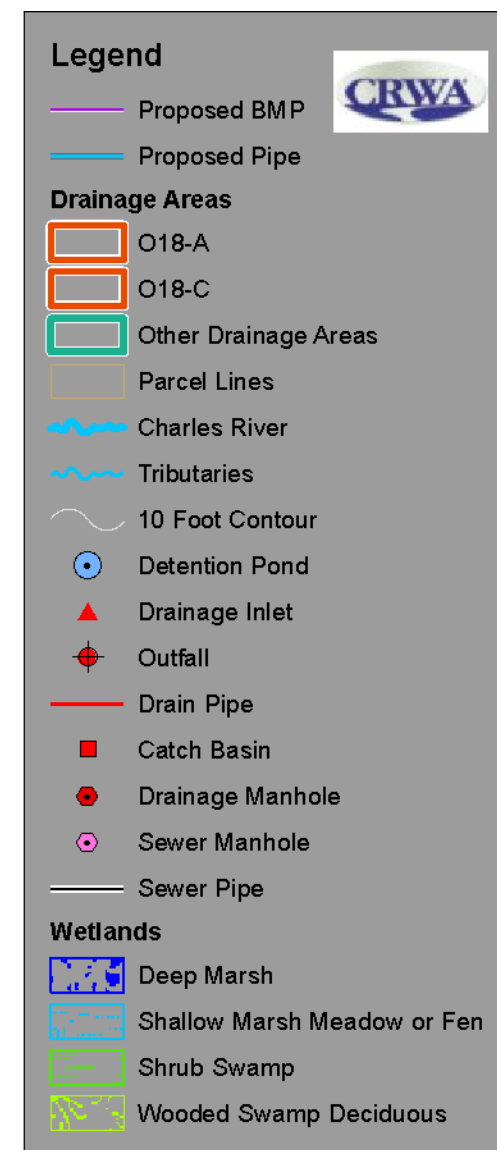 Legend
CRWA
Proposed BMP
Proposed Pipe
Drainage Areas
O18-A
O18-C
Other Drainage Areas
Parcel Lines
Charles River
Tributaries
10 Foot Contour
Detention Pond
Drainage Inlet
Outfall
Drain Pipe
Catch Basin
Drainage Manhole
Sewer Manhole
Sewer Pipe
Wetlands
Deep Marsh
Shallow Marsh Meadow or Fen
Shrub Swamp
Wooded Swamp Deciduous